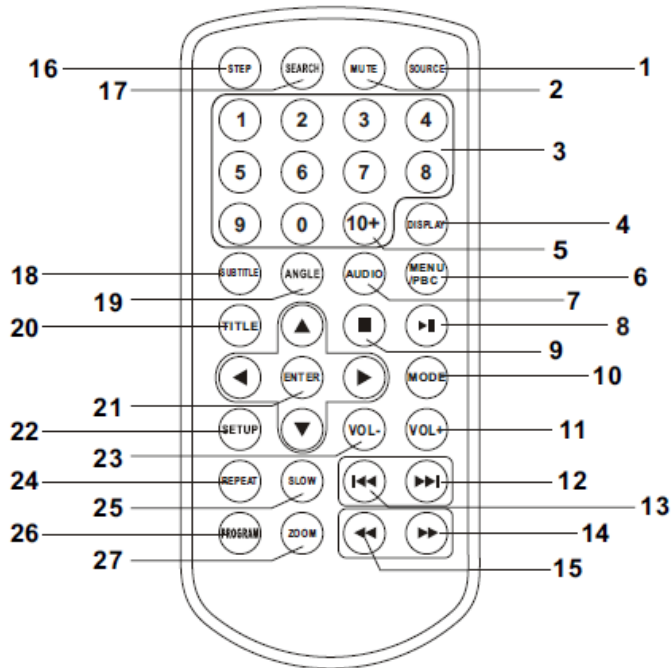 16 STEP SEARCH MUTE SOURCE 1
17 2
1 2 3 4
3
5 6 7 8
9 0 10+ DISPLAY 4
5
18 SUBTITLE ANGLE AUDIO MENU /PBC 6
19 7
20 TITLE 8
9
ENTER MODE 10
21
22 SETUP VOL- VOL+ 11
23
24 REPEAT SLOW 12
25 13
26 PROGRAM ZOOM 14
27 15